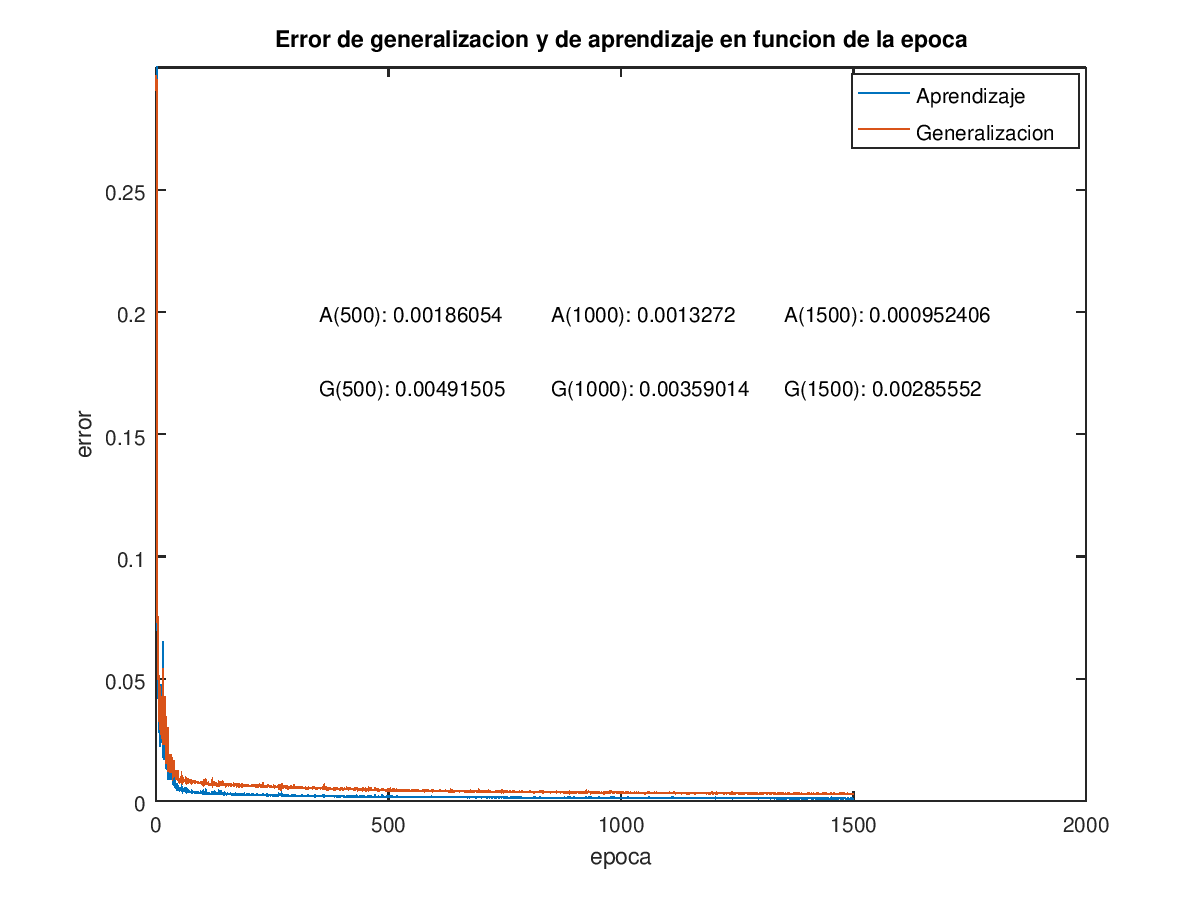 Error de generalizacion y de aprendizaje en funcion de la epoca
Aprendizaje
Generalizacion
0.25
0.2
0.15
0.1
0.05
0
A(500): 0.00186054
A(1000): 0.0013272
A(1500): 0.000952406
G(500): 0.00491505
G(1000): 0.00359014
G(1500): 0.00285552
error
0
500
1000
1500
2000
epoca